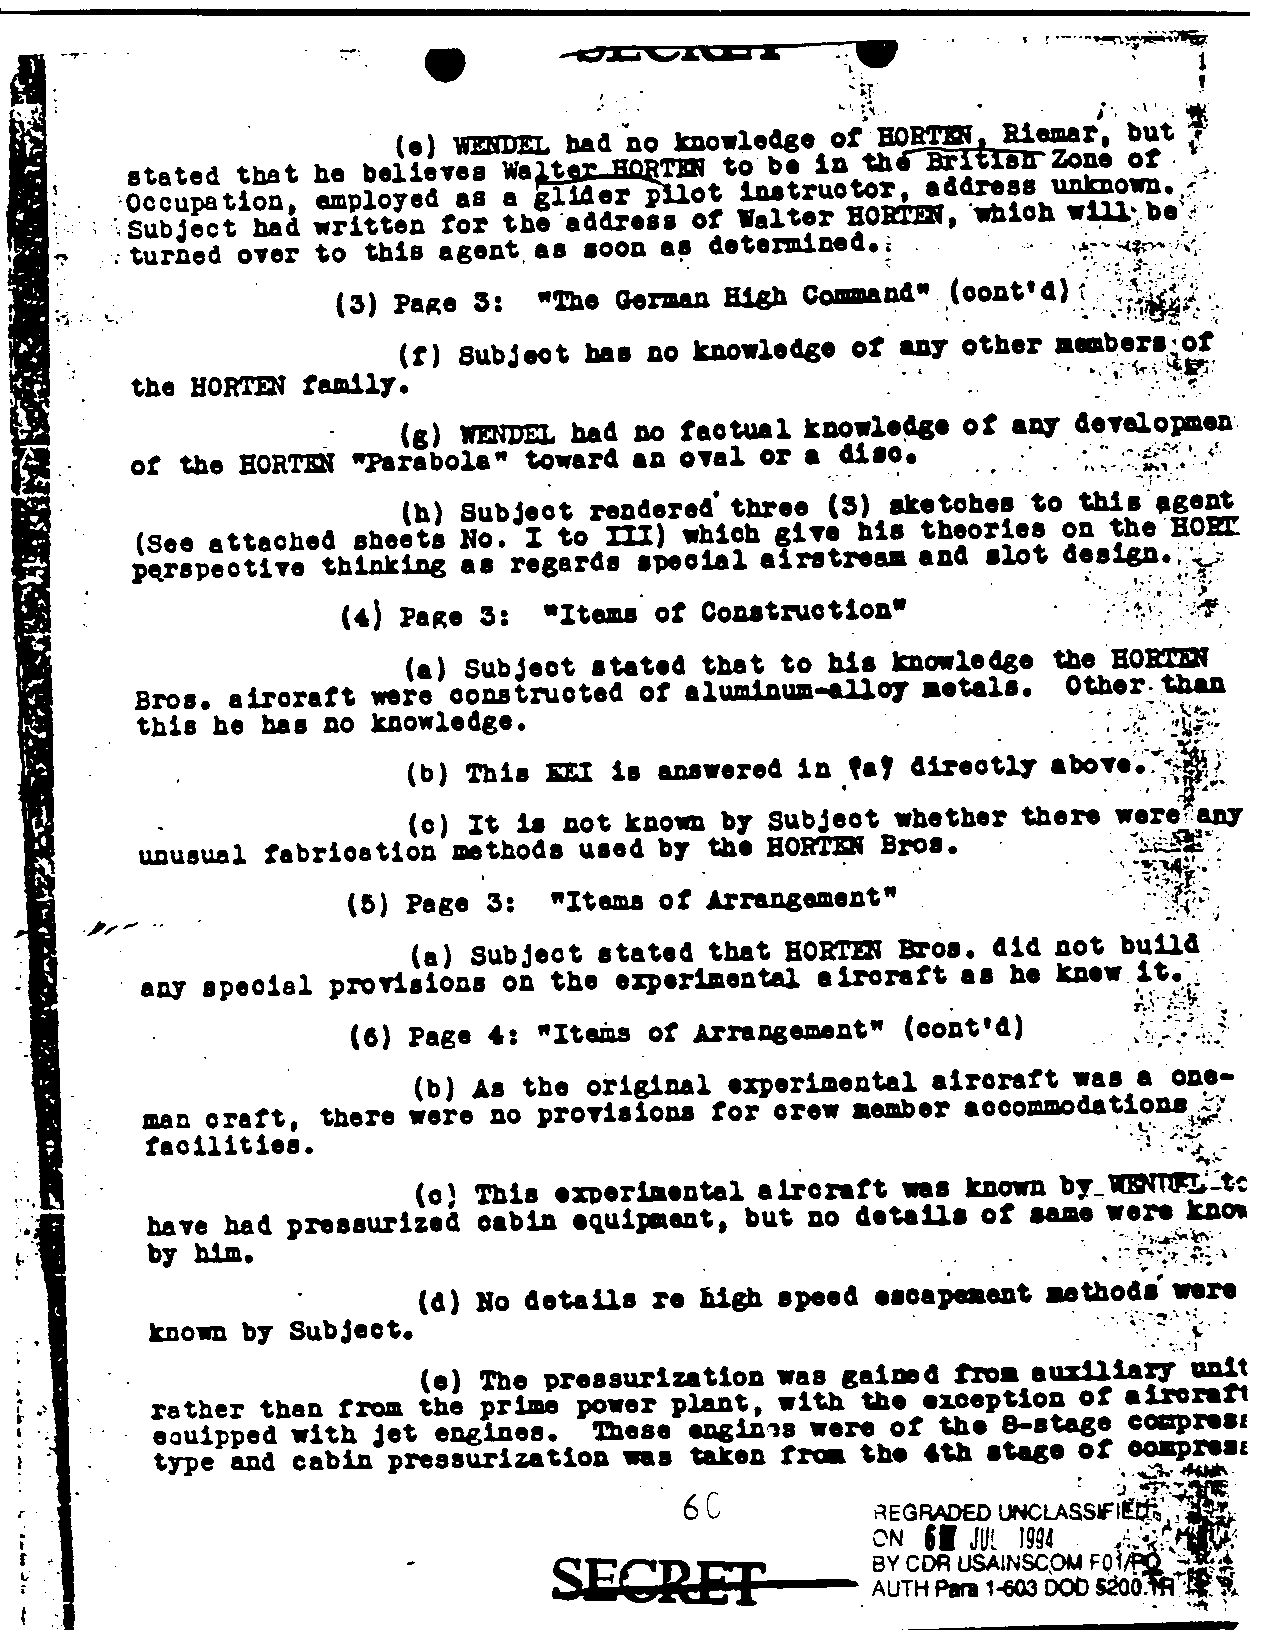 SECRET
(e) WENDEL had no knowledge of HORTEN, Riemar, but
stated that he believes Walter HORTEN to be in the British Zone of
Occupation, employed as a glider pilot instructor, address unknown.
Subject had written for the address of Walter HORTEN, which will be
turned over to this agent as soon as determined.
(3) Page 3: "The German High Command" (cont'd)
(f) Subject has no knowledge of any other members of
the HORTEN family.
(g) WENDEL had no factual knowledge of any developmen
of the HORTEN "Parabola" toward an oval or a disc.
(h) Subject rendered three (3) sketches to this agent
(See attached sheets No. I to III) which give his theories on the HORT
perspective thinking as regards special airstream and slot design.
(4) Page 3: "Items of Construction"
(a) Subject stated that to his knowledge the HORTEN
Bros. aircraft were constructed of aluminum-alloy metals. Other than
this he has no knowledge.
(b) This EEI is answered in "a" directly above.
(c) It is not known by Subject whether there were any
unusual fabrication methods used by the HORTEN Bros.
(5) Page 3: "Items of Arrangement"
(a) Subject stated that HORTEN Bros. did not build
any special provisions on the experimental aircraft as he knew it.
(6) Page 4: "Items of Arrangement" (cont'd)
(b) As the original experimental aircraft was a one-
man craft, there were no provisions for crew member accommodations
facilities.
(c) This experimental aircraft was known by WENDEL to
have had pressurized cabin equipment, but no details of same were know
by him.
(d) No details re high speed escapement methods were
known by Subject.
(e) The pressurization was gained from auxiliary unit
rather than from the prime power plant, with the exception of aircraft
equipped with jet engines. These engines were of the 8-stage compress
type and cabin pressurization was taken from the 4th stage of compress
60
REGRADED UNCLASSIFIED
ON 6 JUL 1994
BY CDR USAINSCOM FOI/PO
AUTH Para 1-603 DOD 5200.1R
SECRET